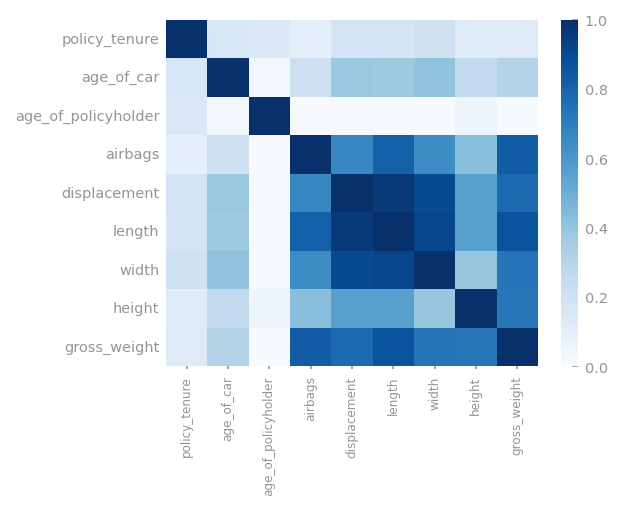 policy_tenure
age_of_car
age_of_policyholder
airbags
displacement
length
width
height
gross_weight
policy_tenure
age_of_car
age_of_policyholder
airbags
displacement
length
width
height
gross_weight
1.0
0.8
0.6
0.4
0.2
0.0